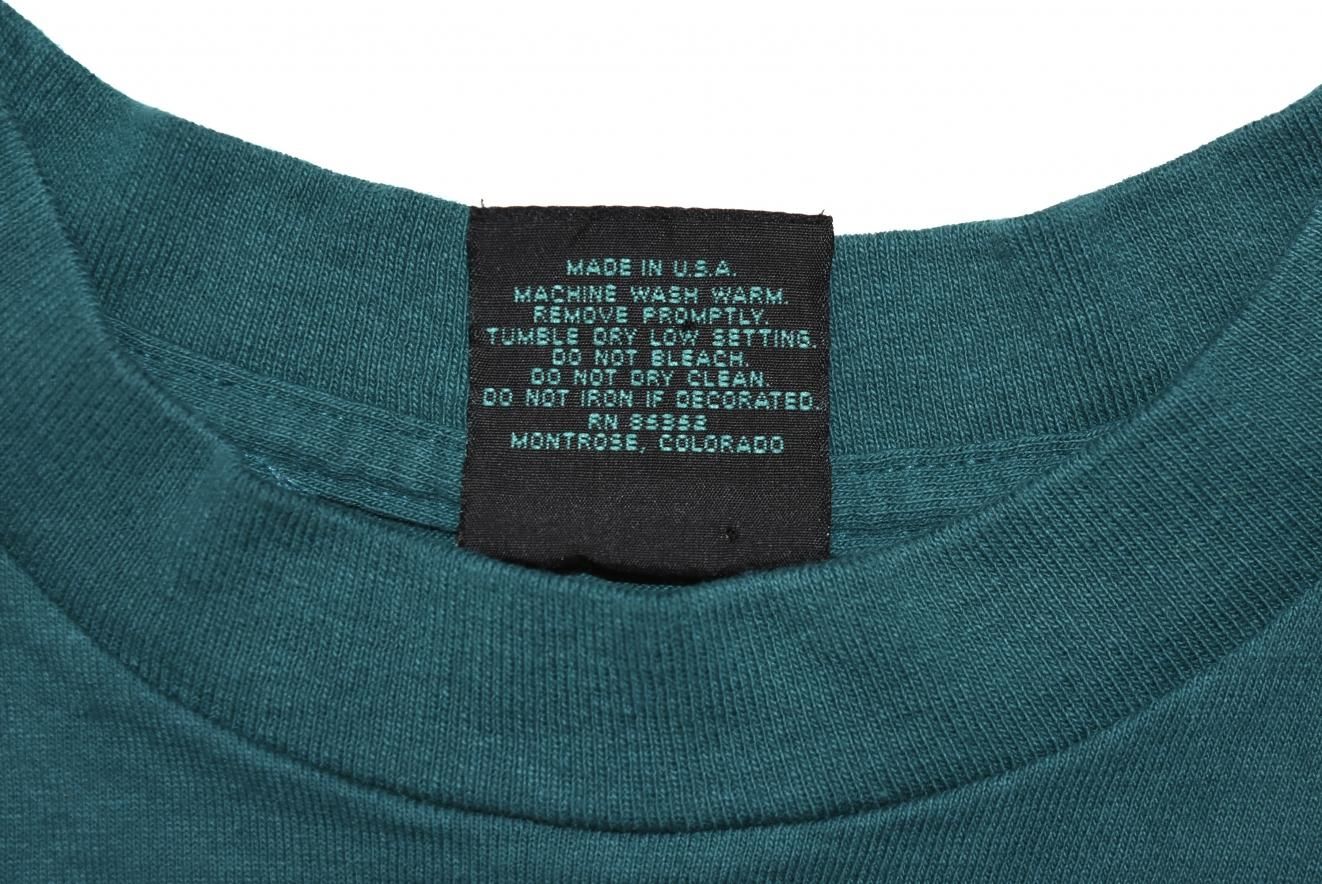 MADE IN U.S.A.
MACHINE WASH WARM.
REMOVE PROMPTLY.
TUMBLE DRY LOW SETTING.
DO NOT BLEACH.
DO NOT DRY CLEAN.
DO NOT IRON IF DECORATED.
RN
MONTROSE, COLORADO